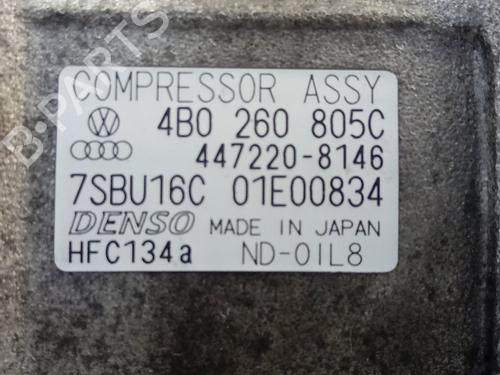 COMPRESSOR ASSY
4B0 260 805C
447220-8146
7SBU16C 01E00834
DENSO MADE IN JAPAN
HFC134a ND-OIL8
B-PARTS